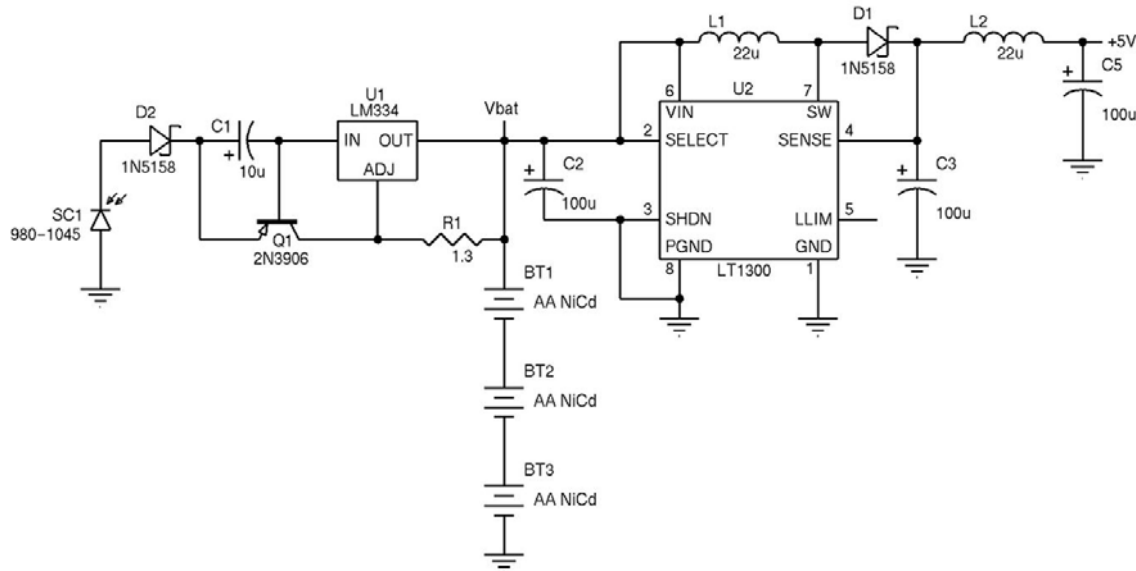 L1
22u
D1
1N5158
L2
22u
+5V
C5
+
100u
D2
1N5158
C1
+
10u
U1
LM334
IN OUT
ADJ
Vbat
SC1
980-1045
Q1
2N3906
R1
1.3
C2
+
100u
U2
6
VIN
7
SW
2
SELECT
SENSE
4
3
SHDN
LLIM
5
PGND
GND
8
1
LT1300
C3
+
100u
BT1
AA NiCd
BT2
AA NiCd
BT3
AA NiCd